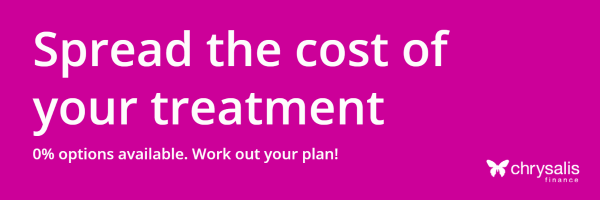 Spread the cost of
your treatment
0% options available. Work out your plan!
chrysalis
finance